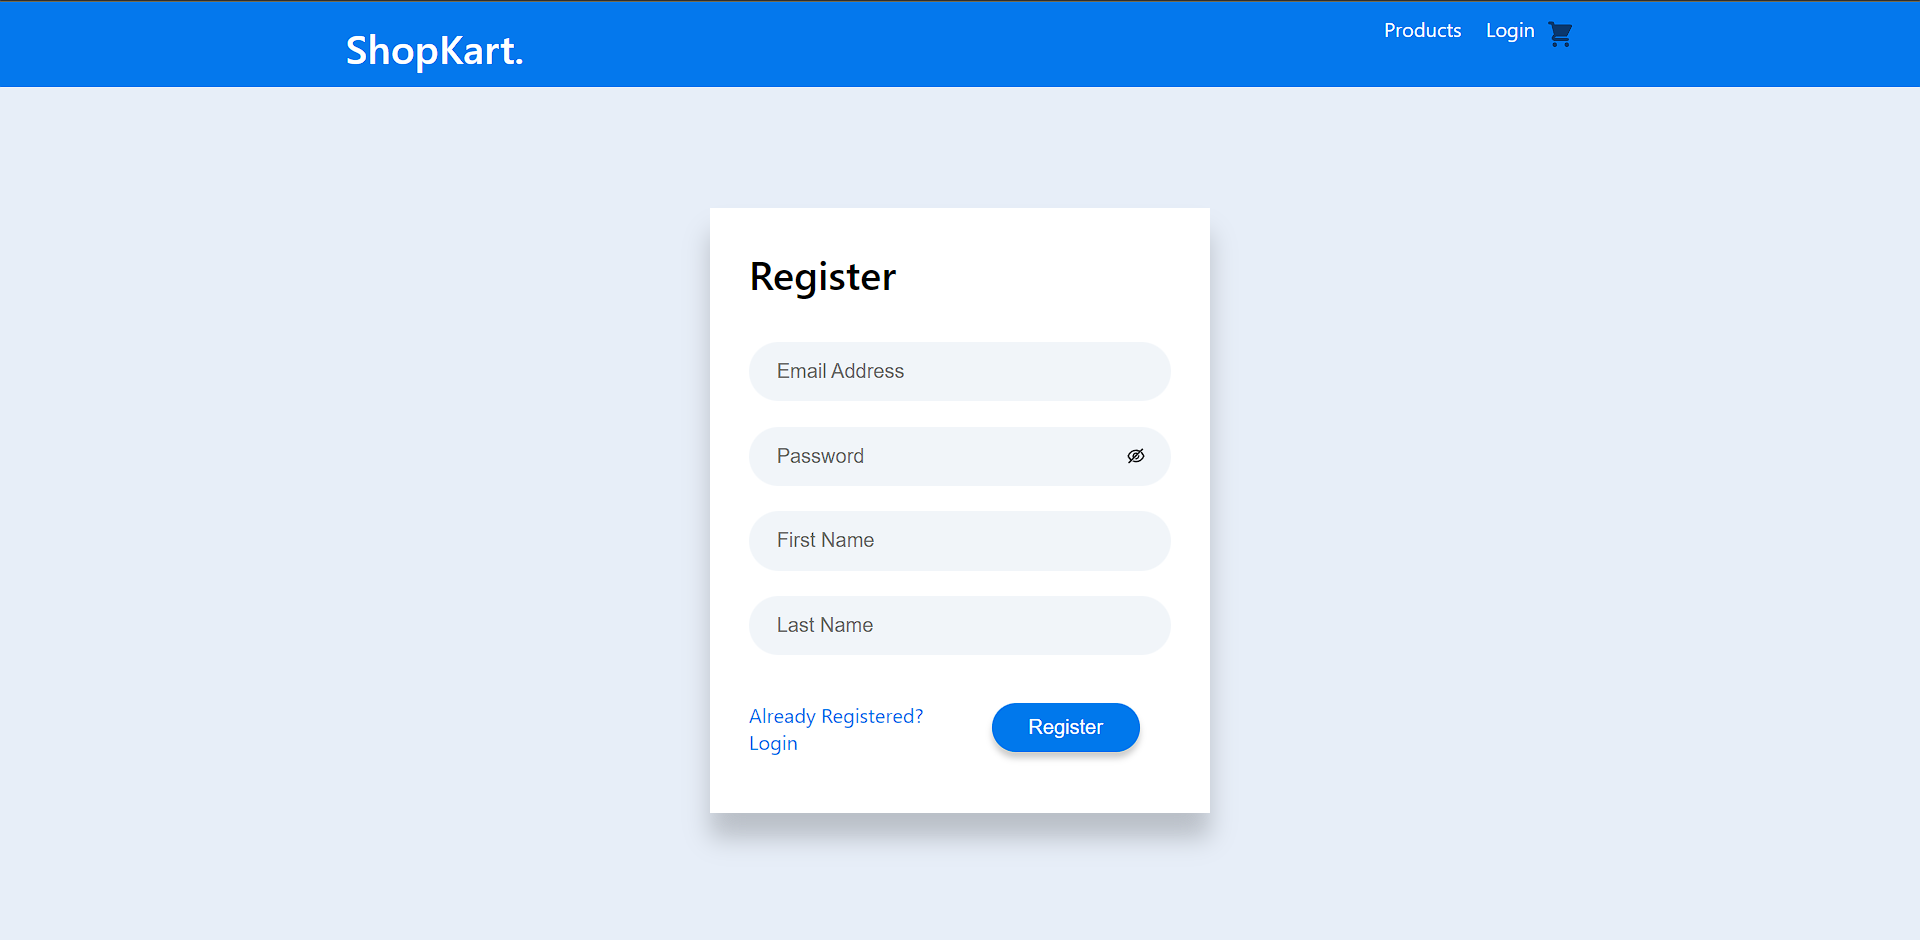 ShopKart.
Products
Login
Register
Email Address
Password
First Name
Last Name
Already Registered?
Login
Register